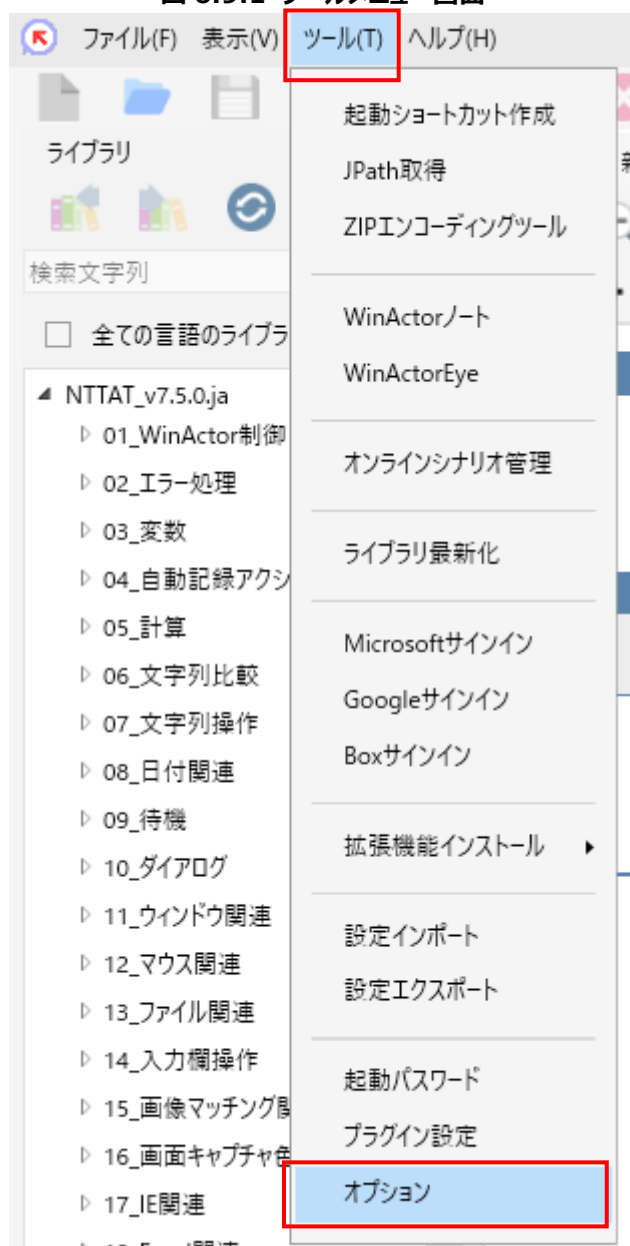 ファイル(F) 表示(V) ツール(T) ヘルプ(H)
ライブラリ
検索文字列
全ての言語のライブラ
NTTAT_v7.5.0.ja
01_WinActor制御
02_エラー処理
03_変数
04_自動記録アクシ
05_計算
06_文字列比較
07_文字列操作
08_日付関連
09_待機
10_ダイアログ
11_ウィンドウ関連
12_マウス関連
13_ファイル関連
14_入力欄操作
15_画像マッチング関
16_画面キャプチャ色
17_IE関連
起動ショートカット作成
JPath取得
ZIPエンコーディングツール
WinActorノート
WinActorEye
オンラインシナリオ管理
ライブラリ最新化
Microsoftサインイン
Googleサインイン
Boxサインイン
拡張機能インストール
設定インポート
設定エクスポート
起動パスワード
プラグイン設定
オプション